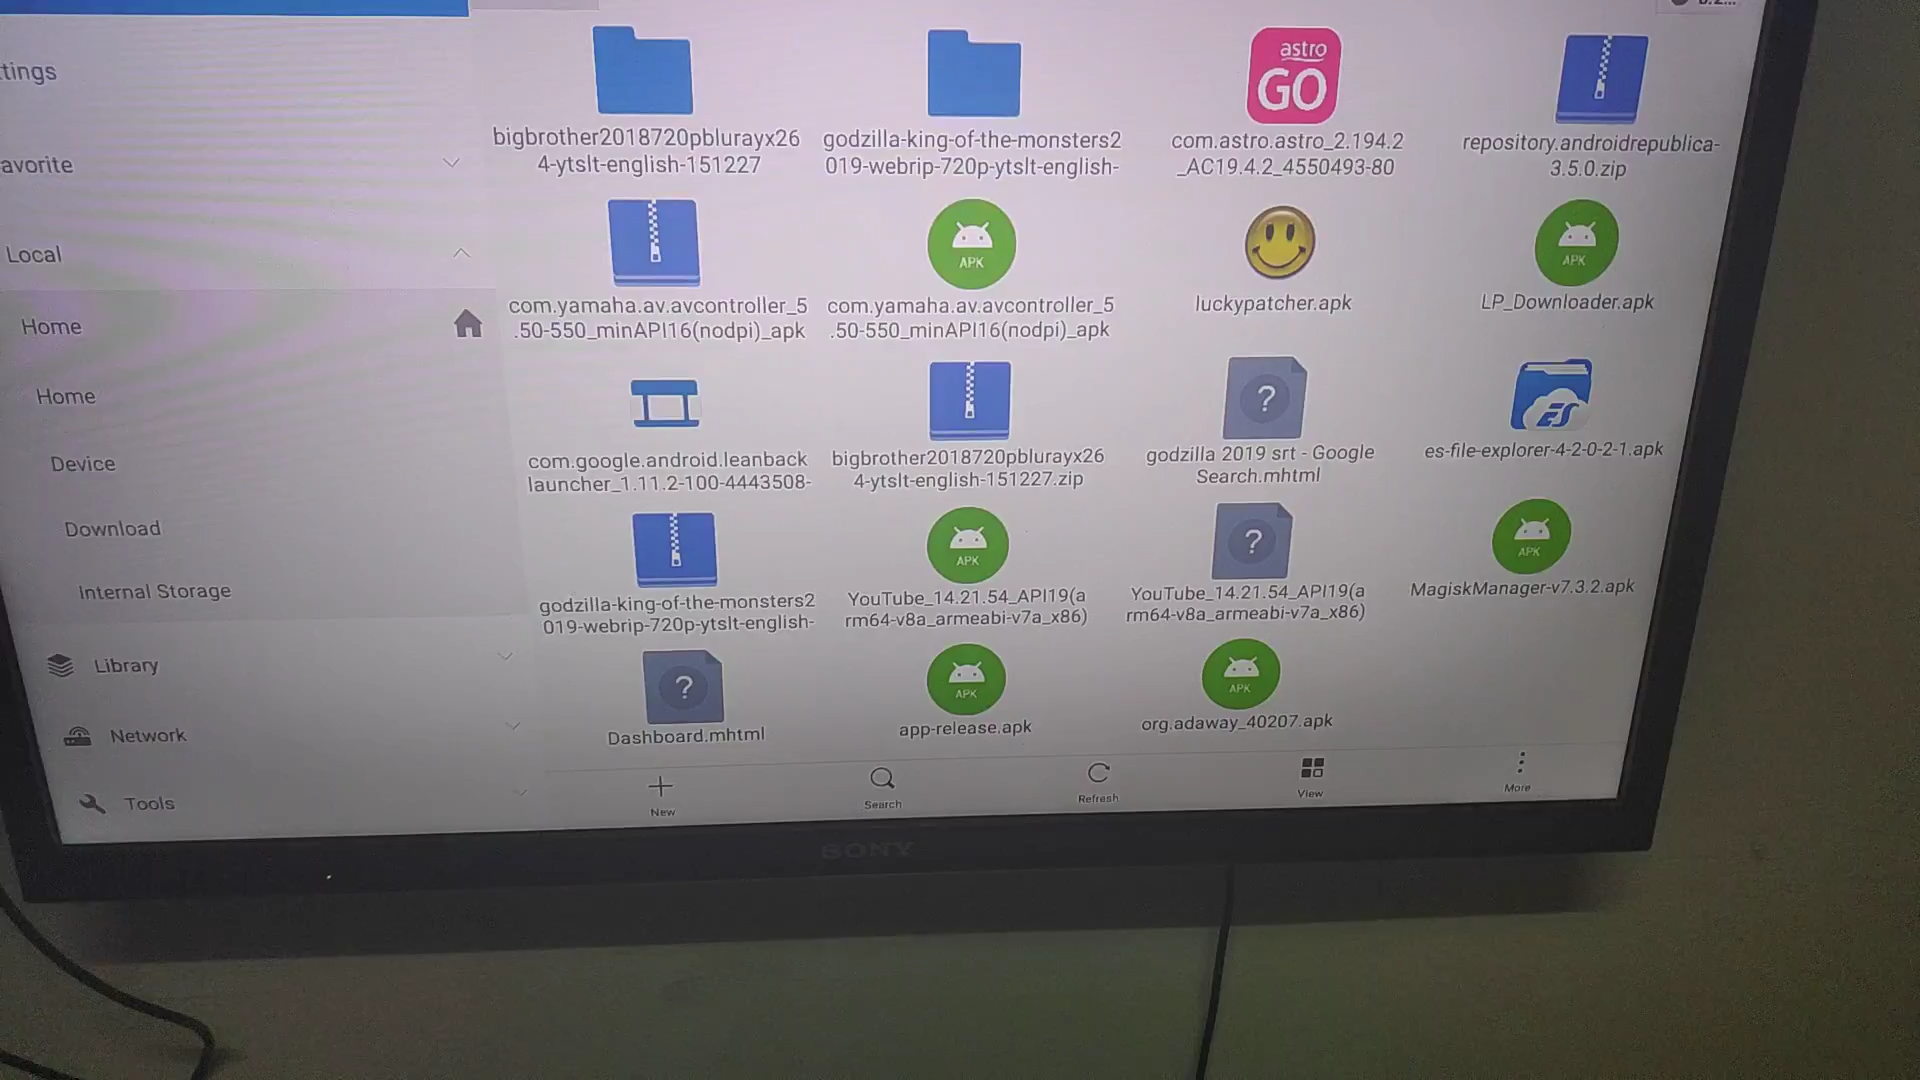 tings
avorite
Local
Home
Home
Device
Download
Internal Storage
Library
Network
Tools
bigbrother2018720pblurayx26
4-ytslt-english-151227
godzilla-king-of-the-monsters2
019-webrip-720p-ytslt-english-
astro
GO
com.astro.astro_2.194.2
_AC19.4.2_4550493-80
repository.androidrepublica-
3.5.0.zip
com.yamaha.av.avcontroller_5
.50-550_minAPI16(nodpi)_apk
APK
com.yamaha.av.avcontroller_5
.50-550_minAPI16(nodpi)_apk
luckypatcher.apk
APK
LP_Downloader.apk
com.google.android.leanback
launcher_1.11.2-100-4443508-
bigbrother2018720pblurayx26
4-ytslt-english-151227.zip
?
godzilla 2019 srt - Google
Search.mhtml
ES
es-file-explorer-4-2-0-2-1.apk
godzilla-king-of-the-monsters2
019-webrip-720p-ytslt-english-
APK
YouTube_14.21.54_API19(a
rm64-v8a_armeabi-v7a_x86)
?
YouTube_14.21.54_API19(a
rm64-v8a_armeabi-v7a_x86)
APK
MagiskManager-v7.3.2.apk
?
Dashboard.mhtml
APK
app-release.apk
APK
org.adaway_40207.apk
New
Search
Refresh
View
More
SONY